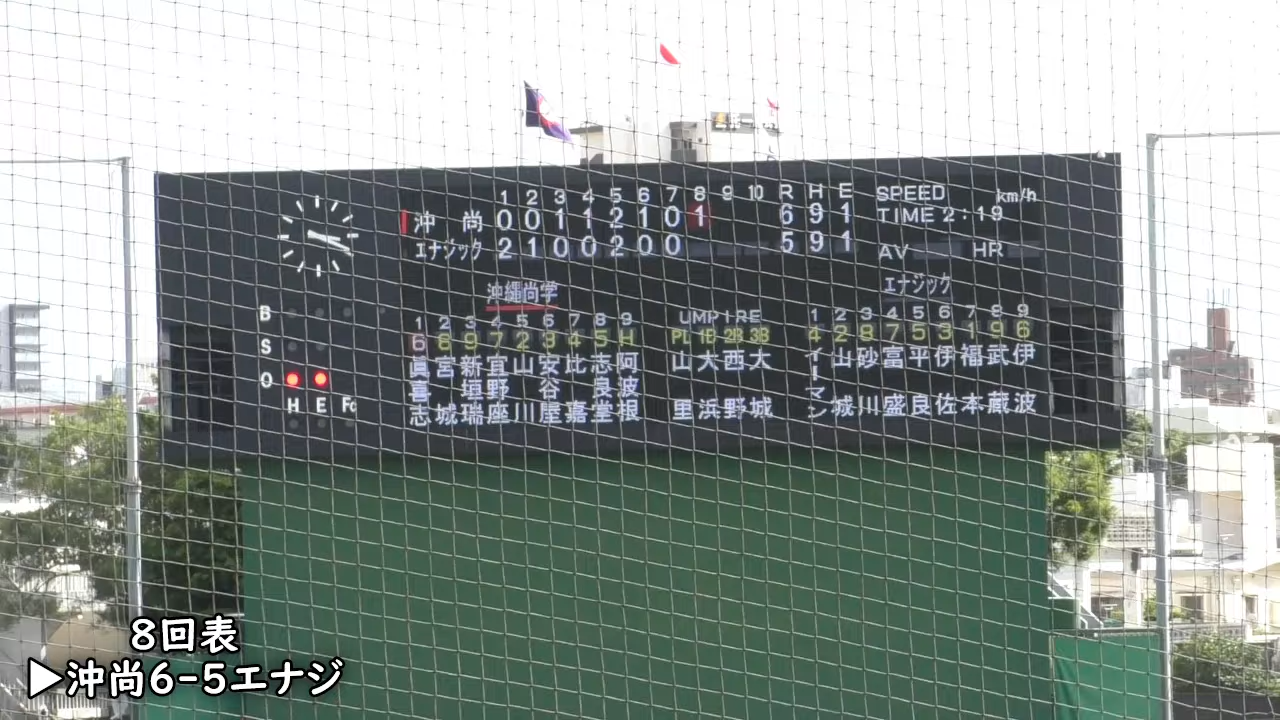 1 2 3 4 5 6 7 8 9 10 R H E
沖 尚 0 0 1 1 2 1 0 1 6 9 1
エナジック 2 1 0 0 2 0 0 5 9 1
SPEED km/h
TIME 2:19
AV HR
沖縄尚学
1 2 3 4 5 6 7 8 9
6 8 9 7 2 3 4 5 H
眞喜志 宮城 新垣瑞 宜野座 山川 安谷屋 比嘉 志良堂 阿波根
UMPIRE
PL 1B 2B 3B
山里 大浜 西野 大城
エナジック
1 2 3 4 5 6 7 8 9
4 2 8 7 5 3 1 9 6
イーマン 山城 砂川 富盛 平良 伊佐 福本 武蔵 伊波
B
S
O
H E Fc
8回表
▶沖尚6-5エナジ